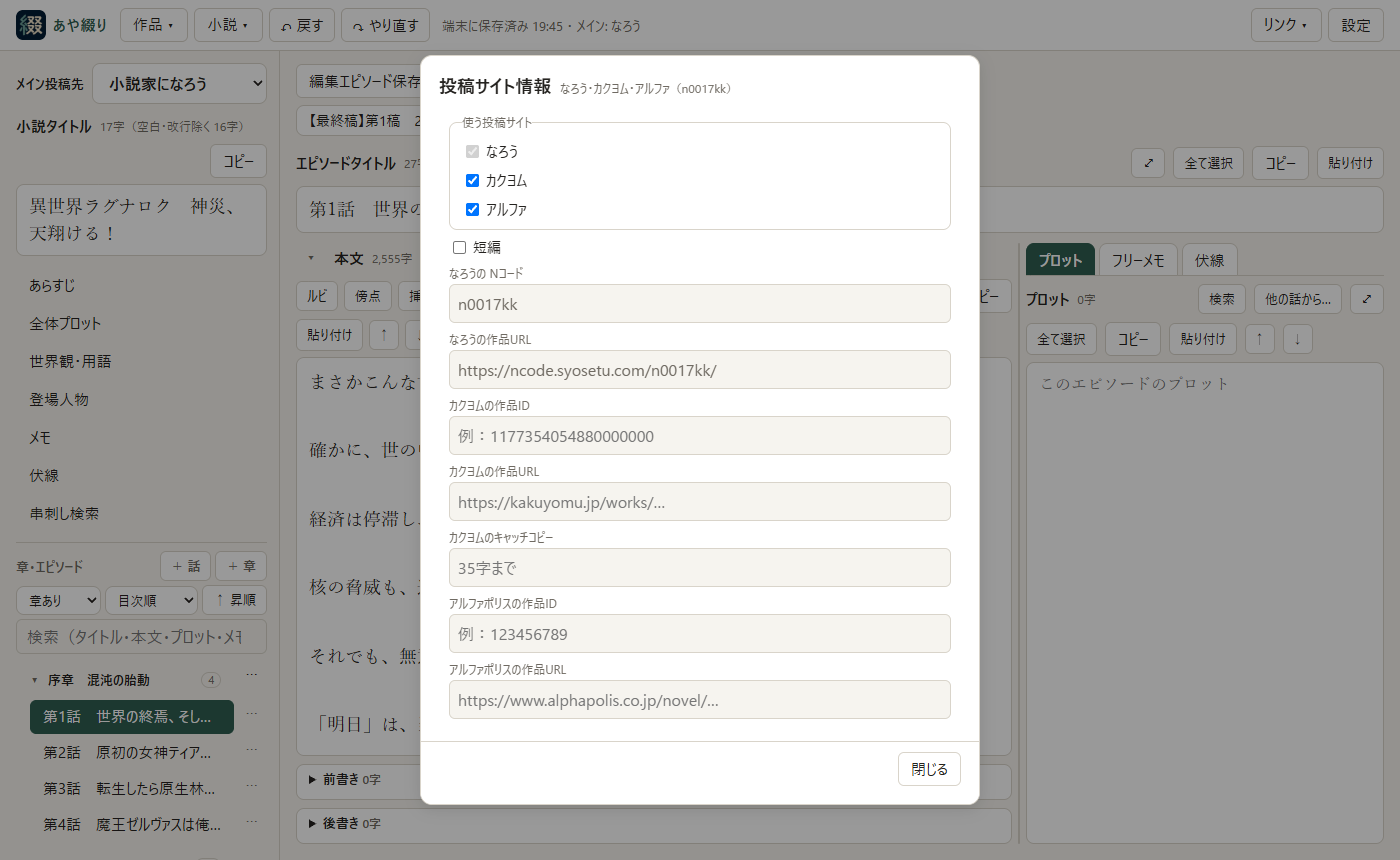 綴 あや綴り 作品▾ 小説▾ ↶ 戻す ↷ やり直す 端末に保存済み 19:45・メイン: なろう リンク▾ 設定
メイン投稿先 小説家になろう
小説タイトル 17字（空白・改行除く 16字）
コピー
異世界ラグナロク　神災、
天翔ける！
あらすじ
全体プロット
世界観・用語
登場人物
メモ
伏線
串刺し検索
章・エピソード ＋ 話 ＋ 章
章あり 目次順 ↑ 昇順
検索（タイトル・本文・プロット・メモ
▾ 序章　混沌の胎動 4 …
第1話　世界の終焉、そし… …
第2話　原初の女神ティア… …
第3話　転生したら原生林… …
第4話　魔王ゼルヴァスは俺… …
編集エピソード保存
【最終稿】第1稿
エピソードタイトル 27字
⤢ 全て選択 コピー 貼り付け
第1話　世界の
▾ 本文 2,555字
ルビ 傍点
ピー
貼り付け ↑
まさかこんな
確かに、世の
経済は停滞し
核の脅威も、
それでも、無
「明日」は、
▶ 前書き 0字
▶ 後書き 0字
投稿サイト情報 なろう・カクヨム・アルファ（n0017kk）
使う投稿サイト
なろう
カクヨム
アルファ
短編
なろうの Nコード
n0017kk
なろうの作品URL
https://ncode.syosetu.com/n0017kk/
カクヨムの作品ID
例：1177354054880000000
カクヨムの作品URL
https://kakuyomu.jp/works/...
カクヨムのキャッチコピー
35字まで
アルファポリスの作品ID
例：123456789
アルファポリスの作品URL
https://www.alphapolis.co.jp/novel/...
閉じる
プロット フリーメモ 伏線
プロット 0字 検索 他の話から… ⤢
全て選択 コピー 貼り付け ↑ ↓
このエピソードのプロット